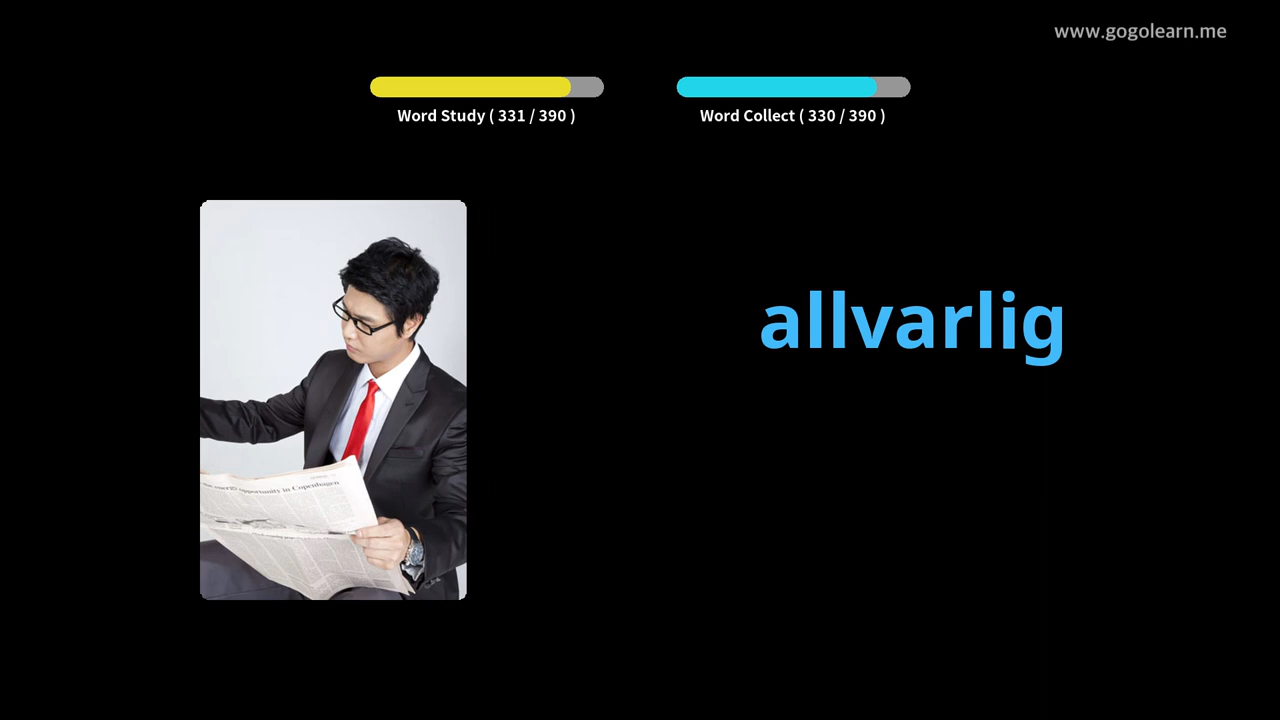 www.gogolearn.me
Word Study ( 331 / 390 )
Word Collect ( 330 / 390 )
allvarlig
opportunity in Copenhagen